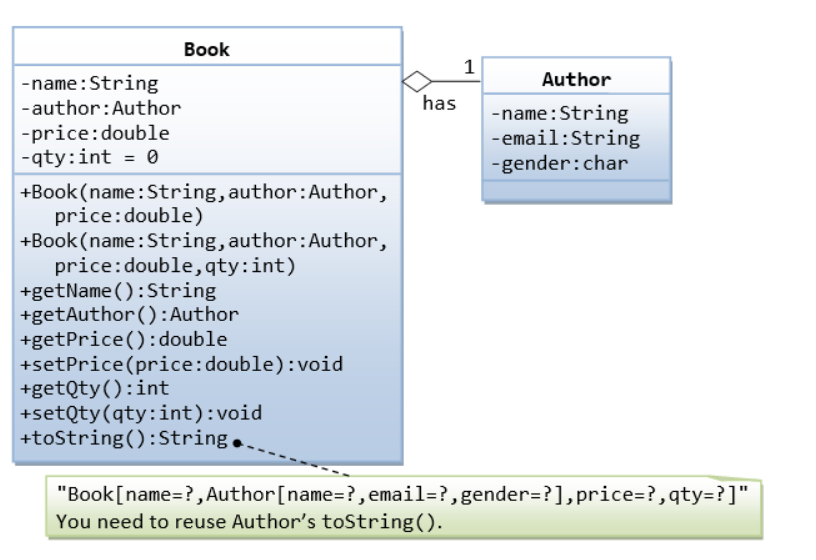 Book
-name:String
-author:Author
-price:double
-qty:int = 0
+Book(name:String,author:Author,
price:double)
+Book(name:String,author:Author,
price:double,qty:int)
+getName():String
+getAuthor():Author
+getPrice():double
+setPrice(price:double):void
+getQty():int
+setQty(qty:int):void
+toString():String
1
has
Author
-name:String
-email:String
-gender:char
"Book[name=?,Author[name=?,email=?,gender=?],price=?,qty=?]"
You need to reuse Author's toString().